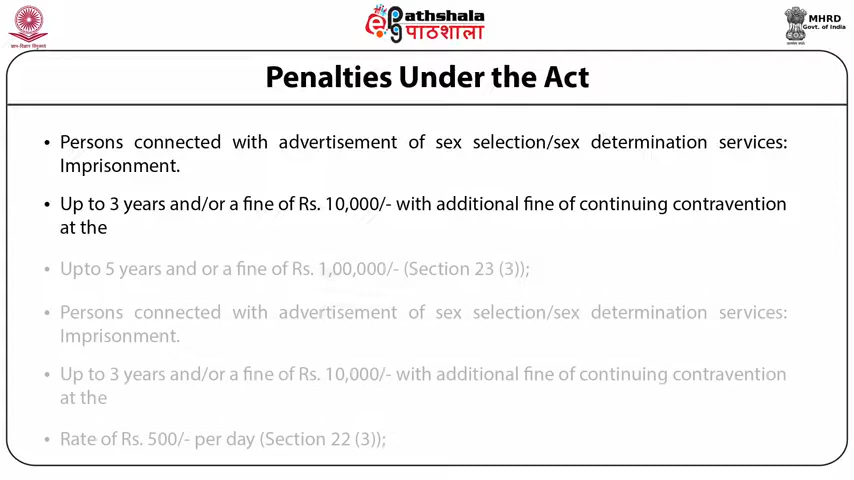 ज्ञान-विज्ञान विमुक्तये
Pathshala
पाठशाला
MHRD
Govt. of India
Penalties Under the Act
• Persons connected with advertisement of sex selection/sex determination services:
Imprisonment.
• Up to 3 years and/or a fine of Rs. 10,000/- with additional fine of continuing contravention
at the
• Upto 5 years and or a fine of Rs. 1,00,000/- (Section 23 (3));
• Persons connected with advertisement of sex selection/sex determination services:
Imprisonment.
• Up to 3 years and/or a fine of Rs. 10,000/- with additional fine of continuing contravention
at the
• Rate of Rs. 500/- per day (Section 22 (3));